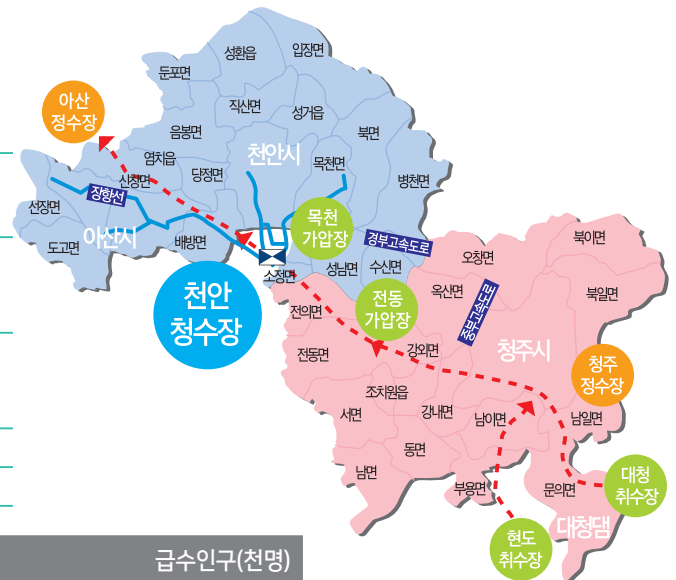 성환읍
입장면
둔포면
아산
정수장
직산면
성거읍
음봉면
북면
천안시
염치읍
목천면
당정면
신창면
병천면
장항선
선장면
목천
가압장
아산시
도고면
배방면
경부고속도로
북이면
오창면
소정면
성남면
수신면
천안
청수장
전동
가압장
옥산면
북일면
중부고속도로
전의면
전동면
강외면
청주시
청주
정수장
조치원읍
서면
강내면
남이면
남일면
동면
남면
부용면
문의면
대청
취수장
대청댐
현도
취수장
급수인구(천명)